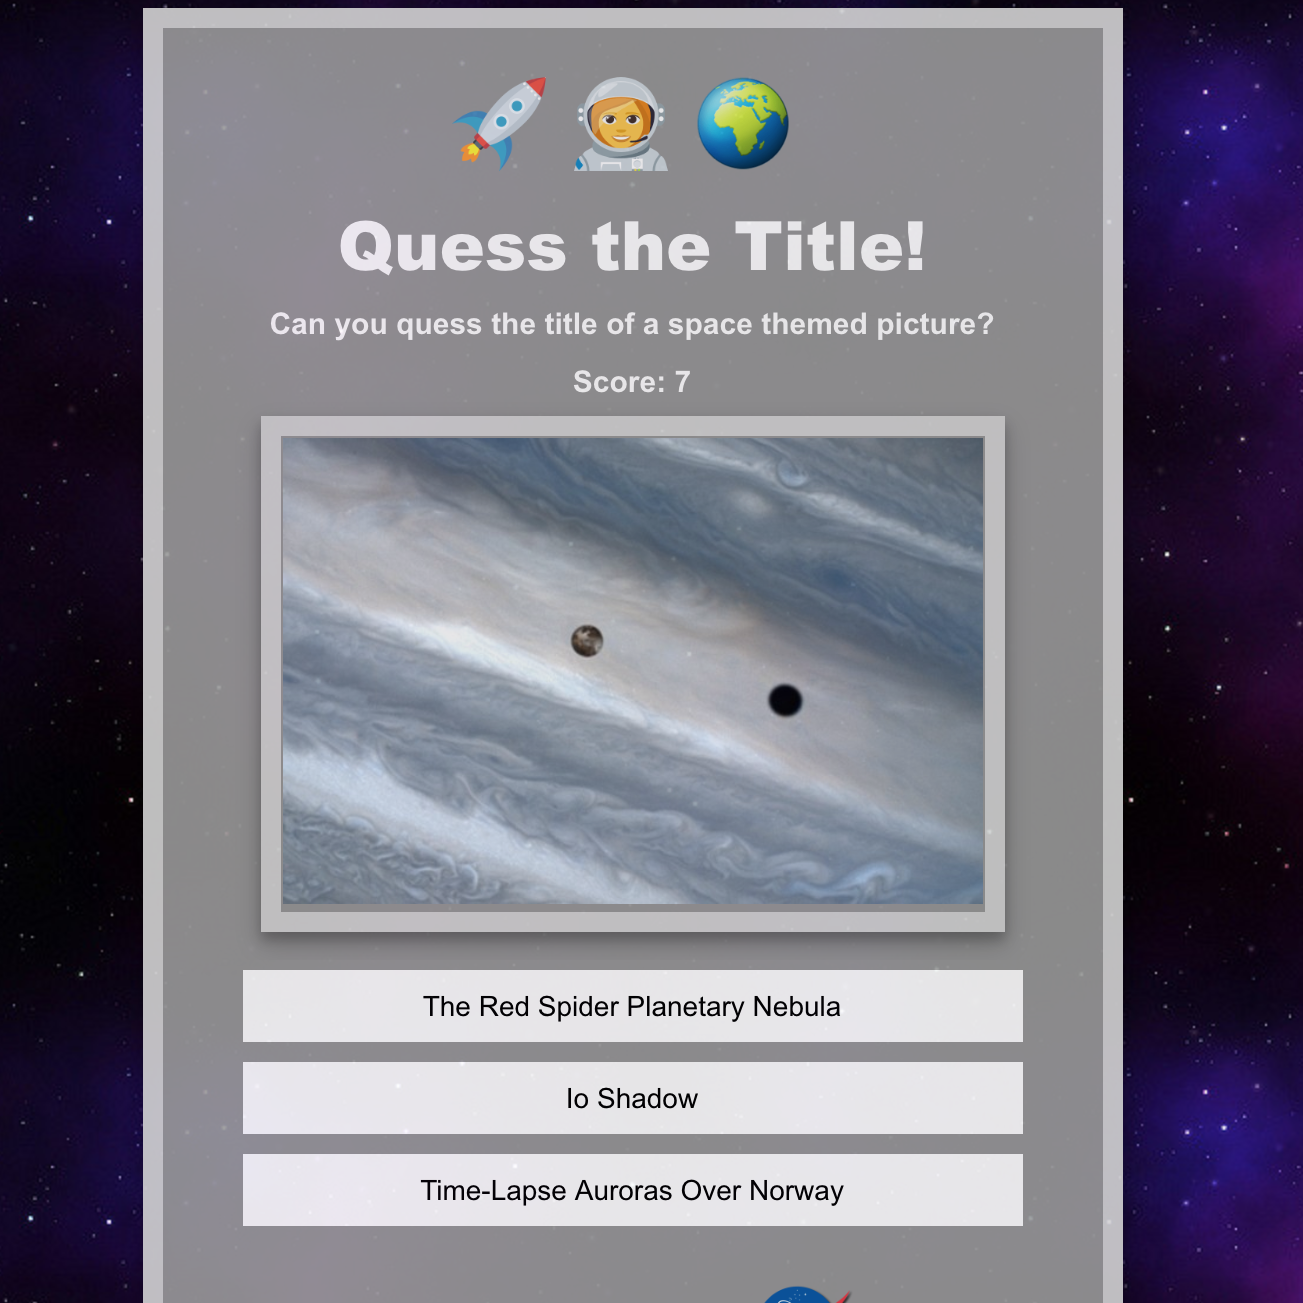 Quess the Title!
Can you quess the title of a space themed picture?
Score: 7
The Red Spider Planetary Nebula
Io Shadow
Time-Lapse Auroras Over Norway